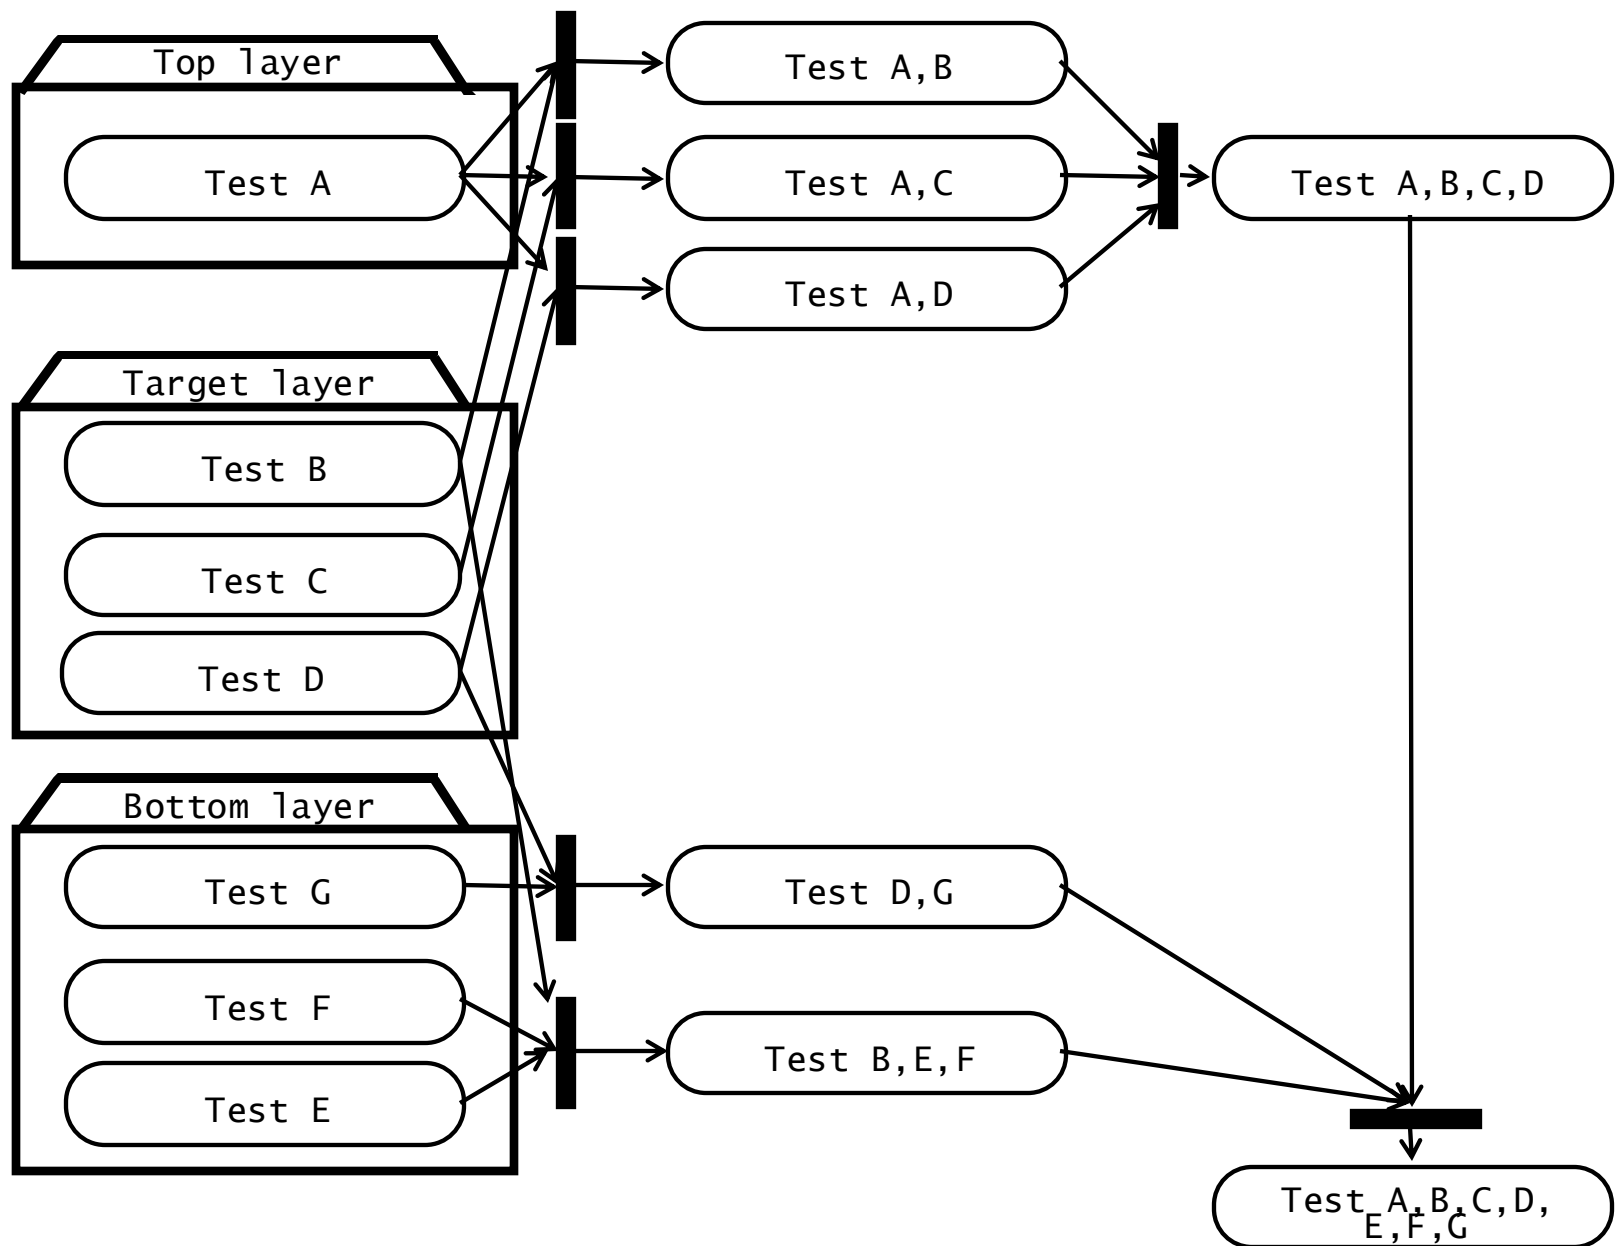 Top layer
Test A
Target layer
Test B
Test C
Test D
Bottom layer
Test G
Test F
Test E
Test A,B
Test A,C
Test A,D
Test D,G
Test B,E,F
Test A,B,C,D
Test A,B,C,D,
E,F,G